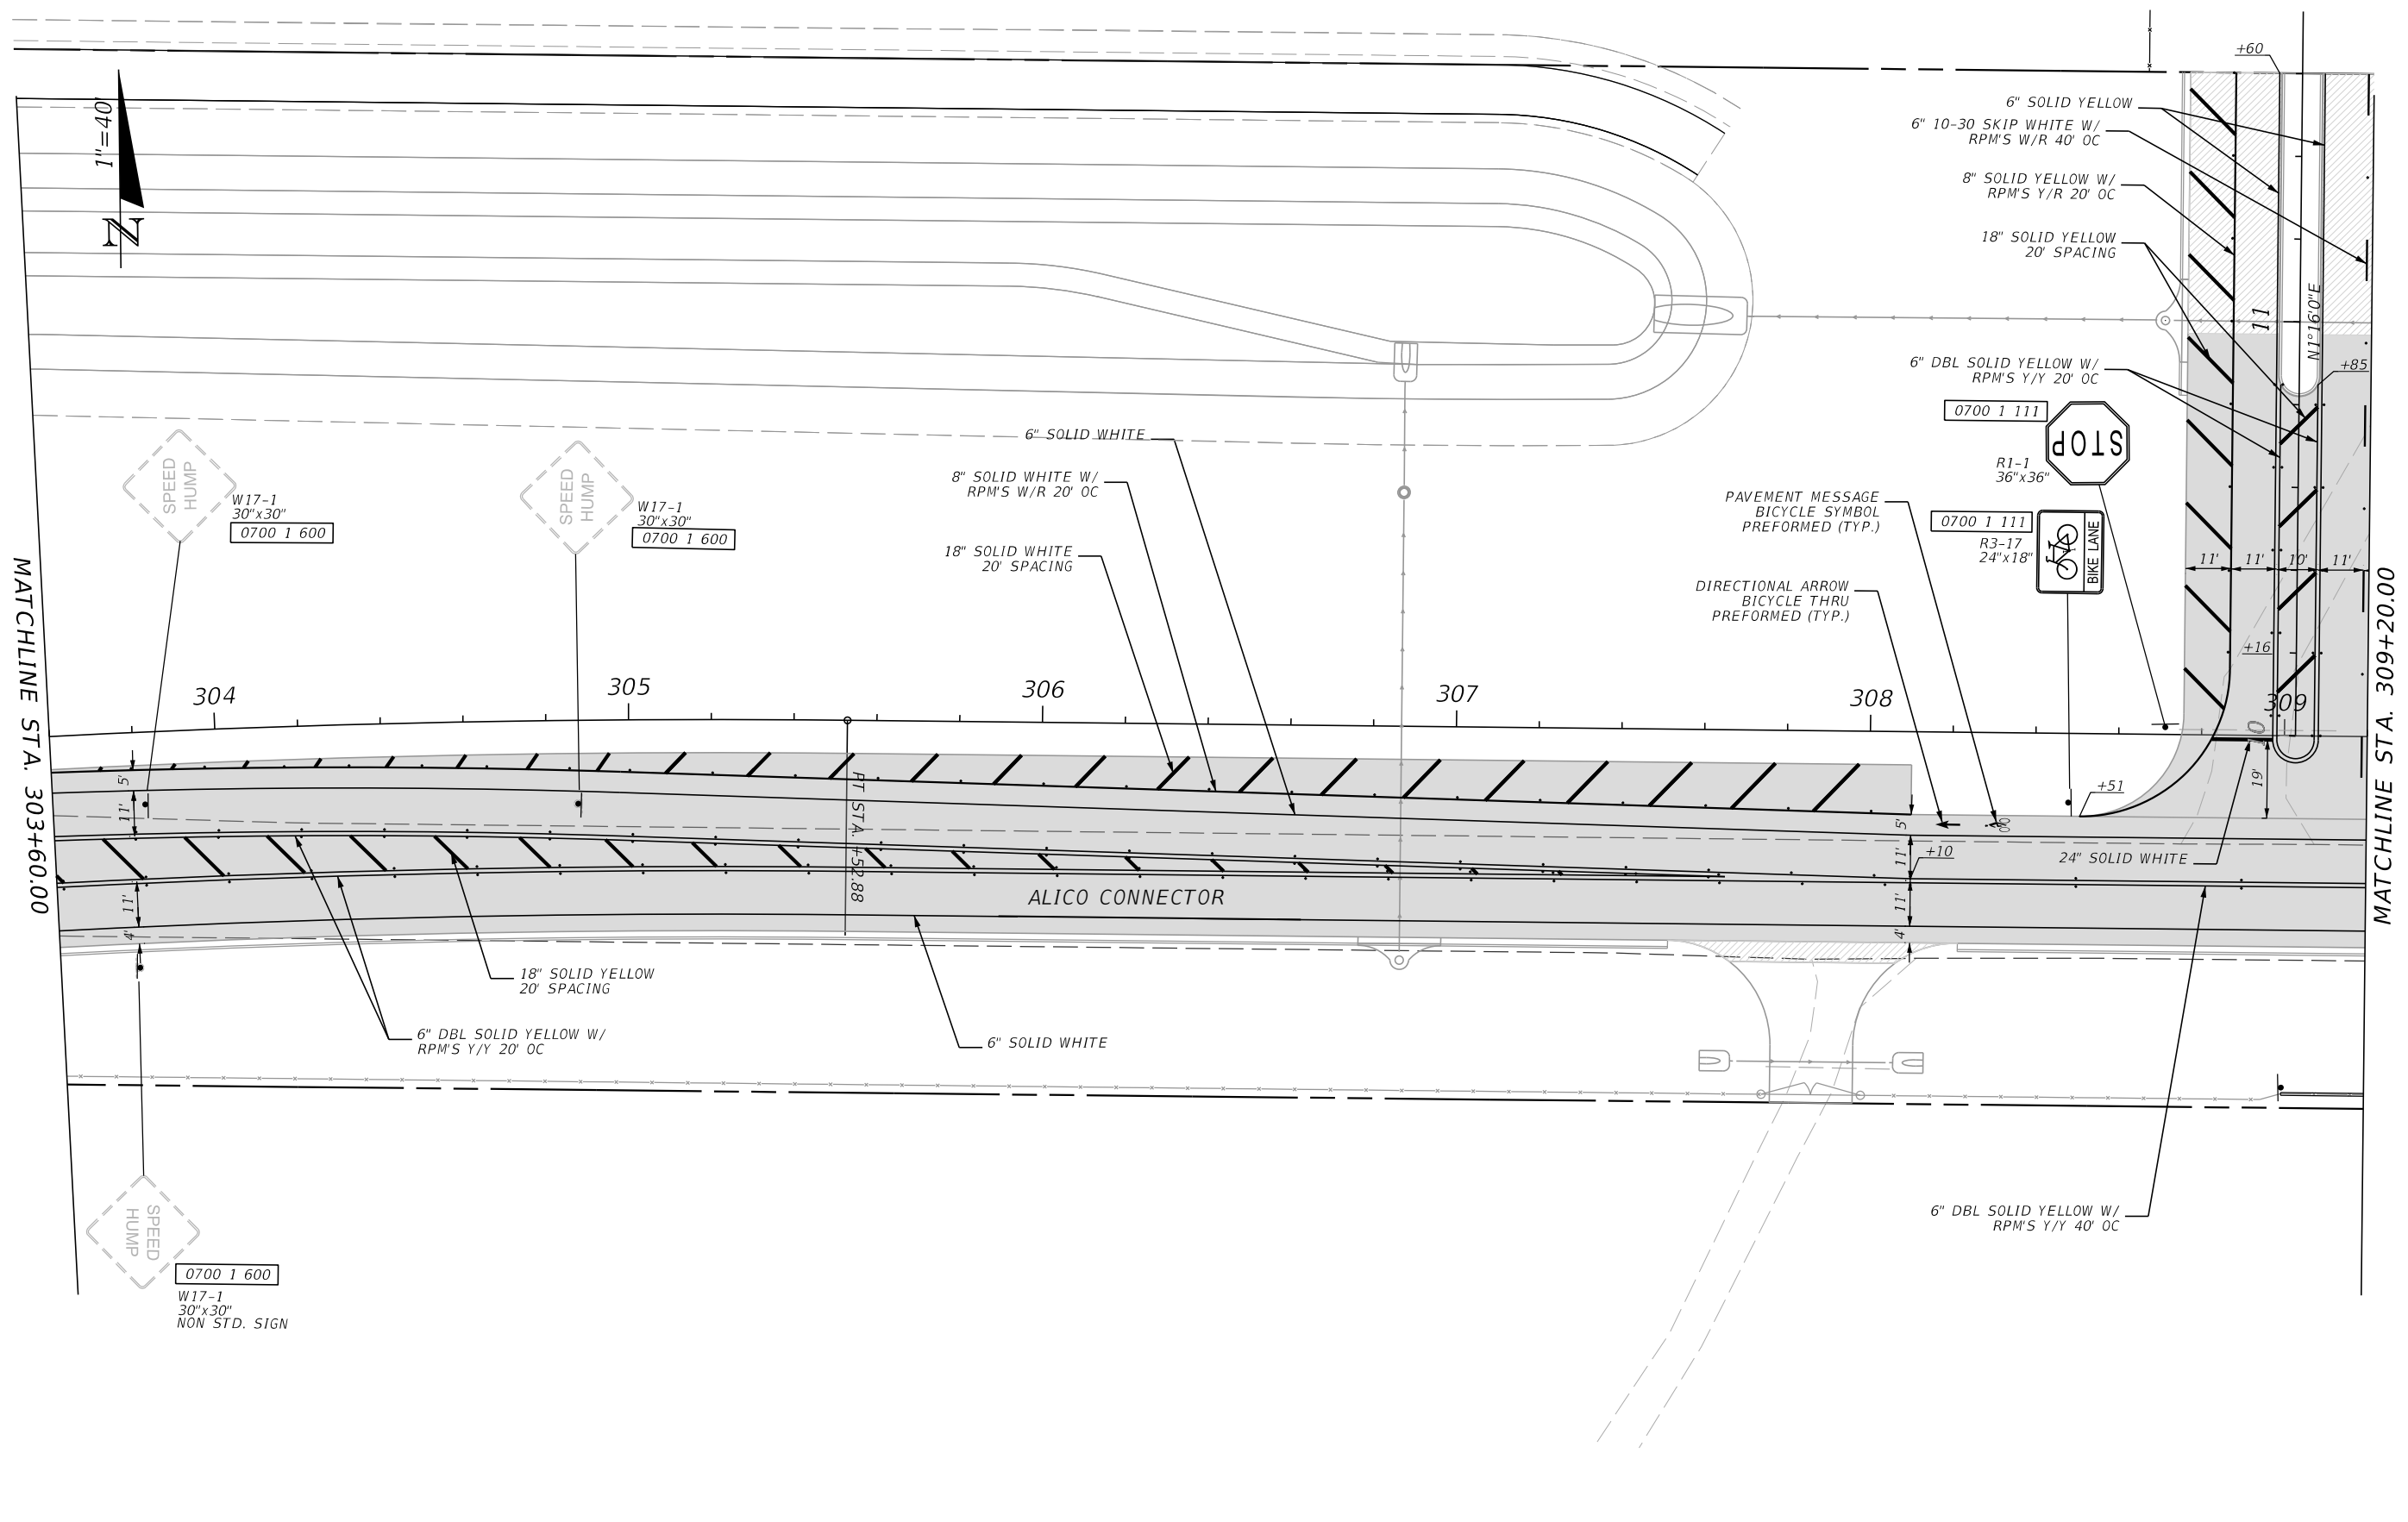 1"=40'
N
+60
6" SOLID YELLOW
6" 10-30 SKIP WHITE W/
RPM'S W/R 40' OC
8" SOLID YELLOW W/
RPM'S Y/R 20' OC
18" SOLID YELLOW
20' SPACING
11
N1°16'0"E
6" DBL SOLID YELLOW W/
RPM'S Y/Y 20' OC
+85
0700 1 111
STOP
R1-1
36"x36"
SPEED
HUMP
W17-1
30"x30"
0700 1 600
SPEED
HUMP
W17-1
30"x30"
0700 1 600
6" SOLID WHITE
8" SOLID WHITE W/
RPM'S W/R 20' OC
18" SOLID WHITE
20' SPACING
PAVEMENT MESSAGE
BICYCLE SYMBOL
PREFORMED (TYP.)
0700 1 111
R3-17
24"x18"
BIKE LANE
DIRECTIONAL ARROW
BICYCLE THRU
PREFORMED (TYP.)
11'
11'
10'
11'
+16
MATCHLINE STA. 303+60.00
MATCHLINE STA. 309+20.00
304
305
306
307
308
309
10
5'
11'
11'
4'
PT STA. +52.88
+51
19'
5'
11'
+10
11'
4'
24" SOLID WHITE
ALICO CONNECTOR
18" SOLID YELLOW
20' SPACING
6" DBL SOLID YELLOW W/
RPM'S Y/Y 20' OC
6" SOLID WHITE
6" DBL SOLID YELLOW W/
RPM'S Y/Y 40' OC
SPEED
HUMP
0700 1 600
W17-1
30"x30"
NON STD. SIGN